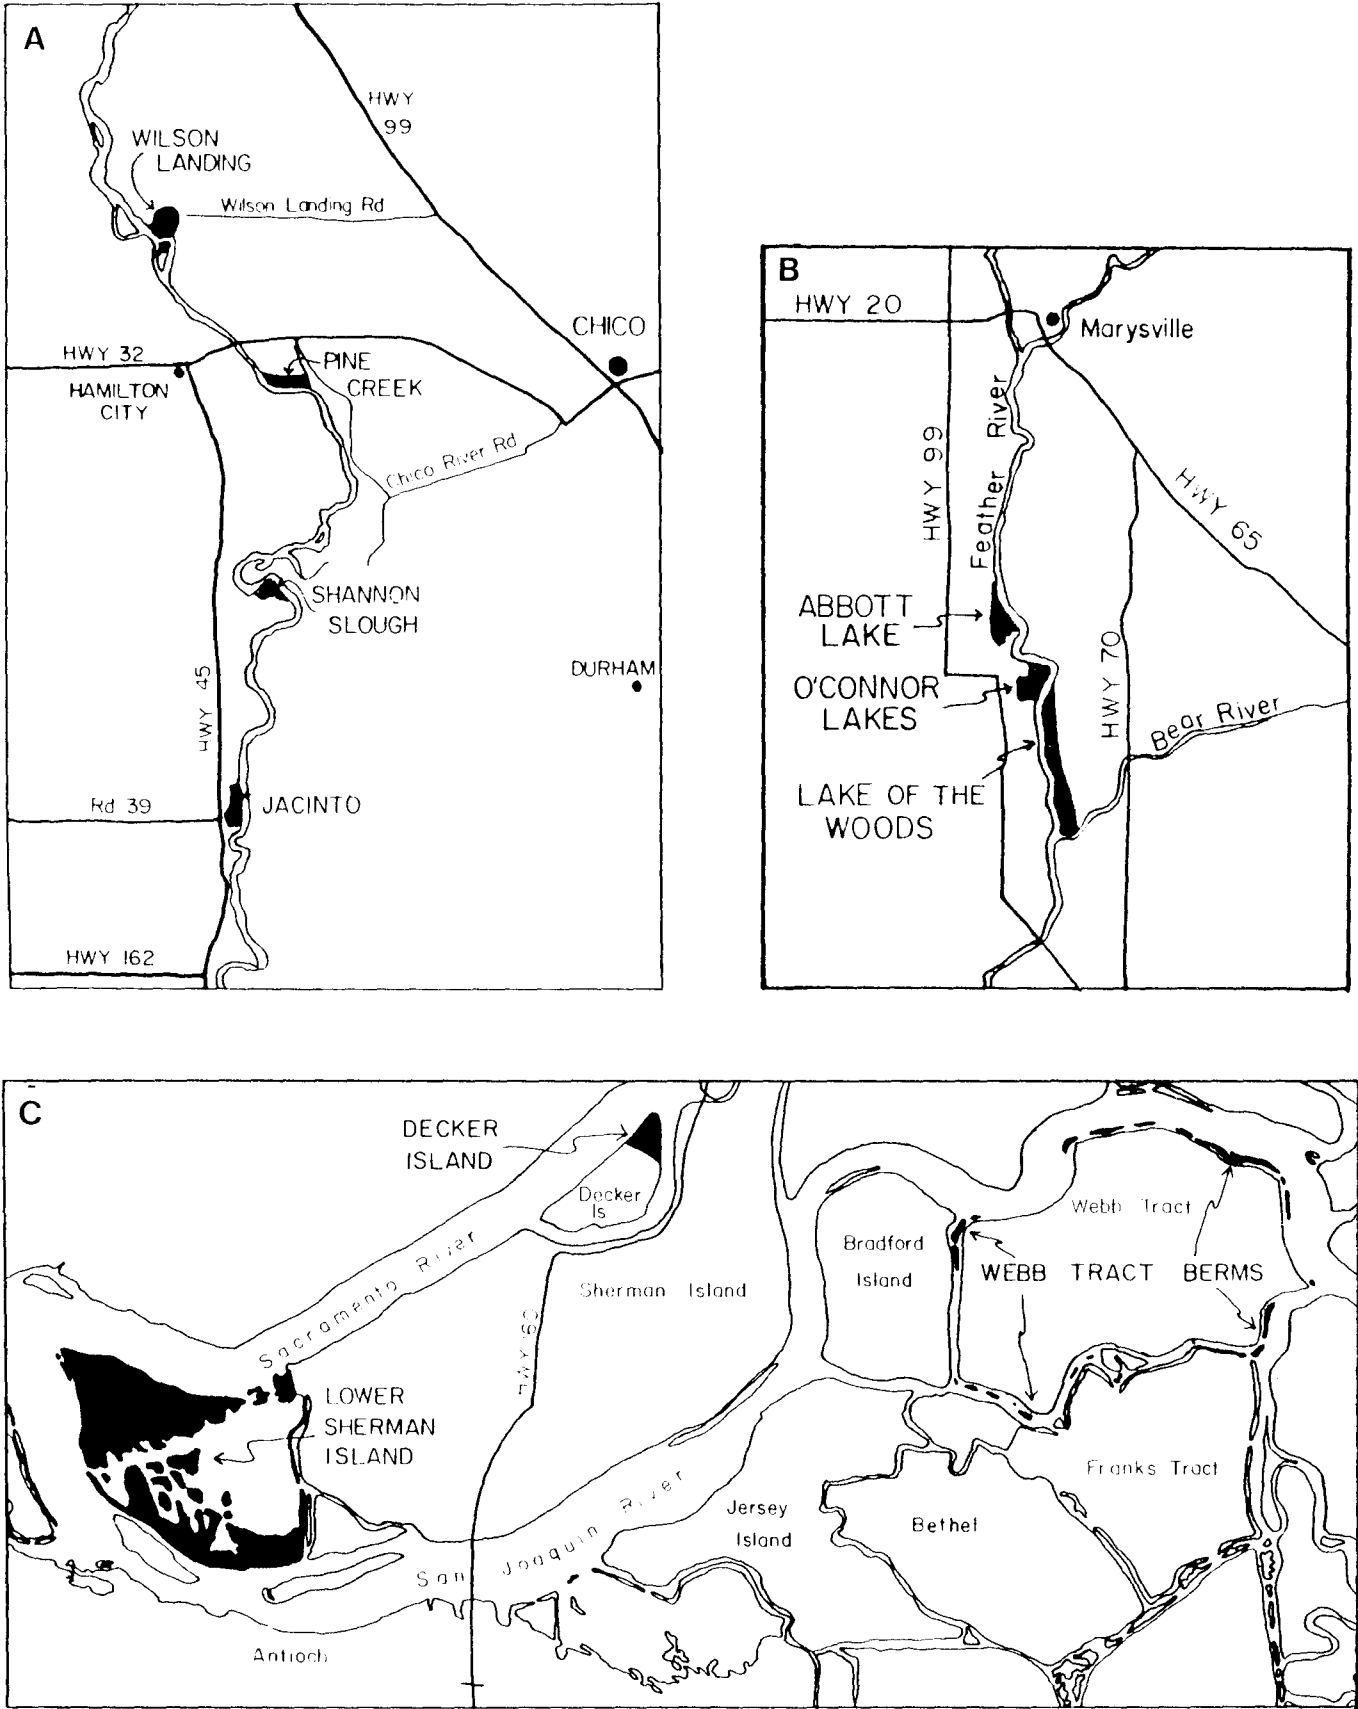 A
HWY
99
WILSON
LANDING
Wilson Landing Rd
CHICO
HWY 32
PINE
CREEK
HAMILTON
CITY
Chico River Rd
SHANNON
SLOUGH
DURHAM
HWY 45
Rd 39
JACINTO
HWY 162
B
HWY 20
Marysville
Feather River
HWY 99
HWY 65
ABBOTT
LAKE
O'CONNOR
LAKES
HWY 70
Bear River
LAKE OF THE
WOODS
C
DECKER
ISLAND
Decker
Is
Sacramento River
Sherman Island
HWY 160
Bradford
Island
Webb Tract
WEBB TRACT BERMS
LOWER
SHERMAN
ISLAND
San Joaquin River
Jersey
Island
Bethel
Franks Tract
Antioch